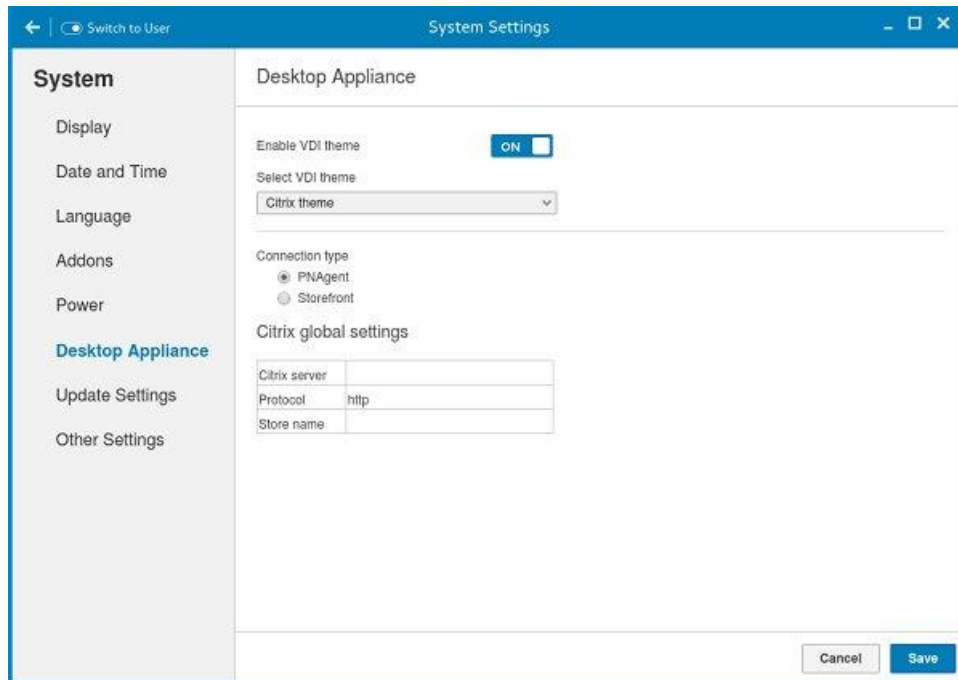 Switch to User
System Settings
System
Display
Date and Time
Language
Addons
Power
Desktop Appliance
Update Settings
Other Settings
Desktop Appliance
Enable VDI theme
ON
Select VDI theme
Citrix theme
Connection type
PNAgent
Storefront
Citrix global settings
Citrix server
Protocol http
Store name
Cancel
Save